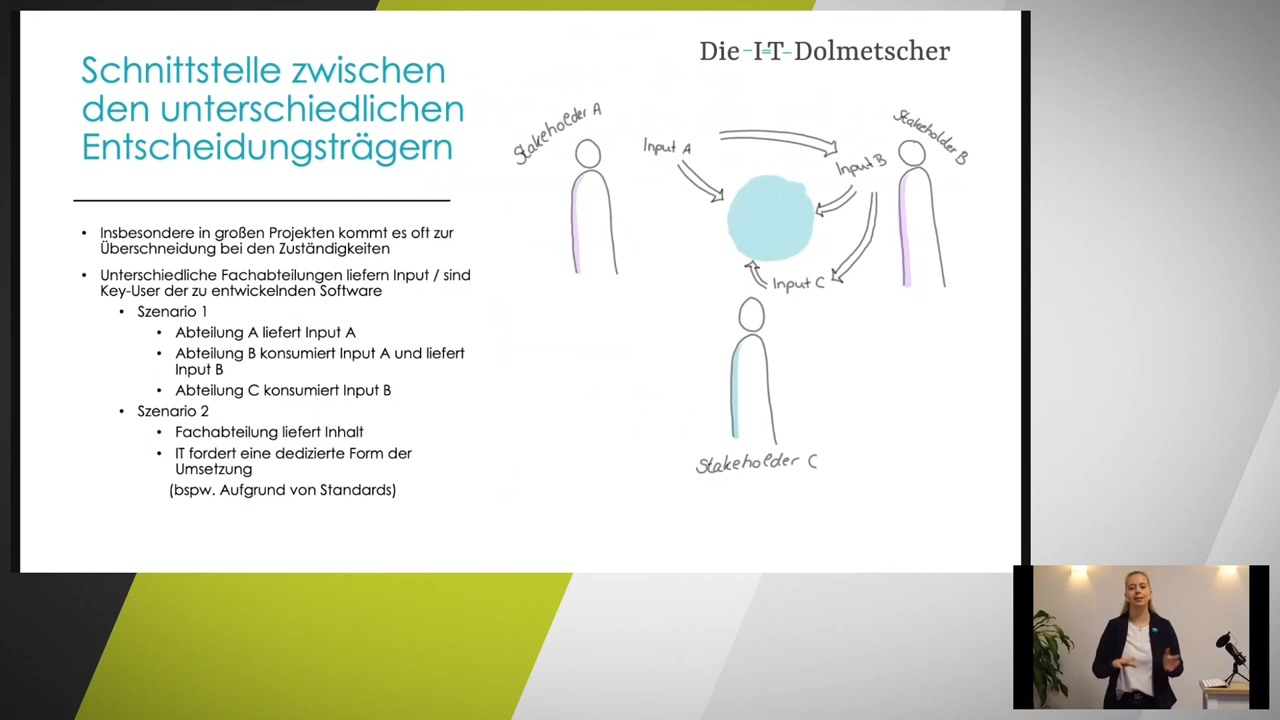 Schnittstelle zwischen
den unterschiedlichen
Entscheidungsträgern
Die-IT-Dolmetscher
Insbesondere in großen Projekten kommt es oft zur
Überschneidung bei den Zuständigkeiten
Unterschiedliche Fachabteilungen liefern Input / sind
Key-User der zu entwickelnden Software
Szenario 1
Abteilung A liefert Input A
Abteilung B konsumiert Input A und liefert
Input B
Abteilung C konsumiert Input B
Szenario 2
Fachabteilung liefert Inhalt
IT fordert eine dedizierte Form der
Umsetzung
(bspw. Aufgrund von Standards)
Stakeholder A
Input A
Stakeholder B
Input B
Input C
Stakeholder C